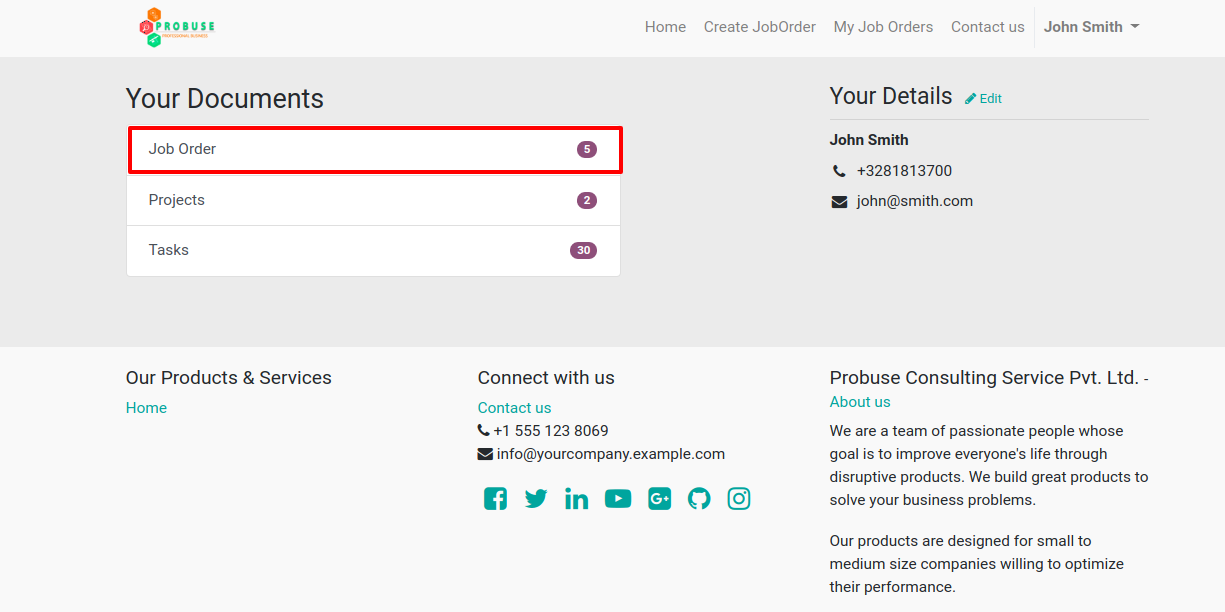 PROBUSE
PROFESSIONAL BUSINESS
Home Create JobOrder My Job Orders Contact us John Smith
Your Documents
Job Order 5
Projects 2
Tasks 30
Your Details Edit
John Smith
+3281813700
john@smith.com
Our Products & Services
Home
Connect with us
Contact us
+1 555 123 8069
info@yourcompany.example.com
Probuse Consulting Service Pvt. Ltd. -
About us
We are a team of passionate people whose
goal is to improve everyone's life through
disruptive products. We build great products to
solve your business problems.
Our products are designed for small to
medium size companies willing to optimize
their performance.